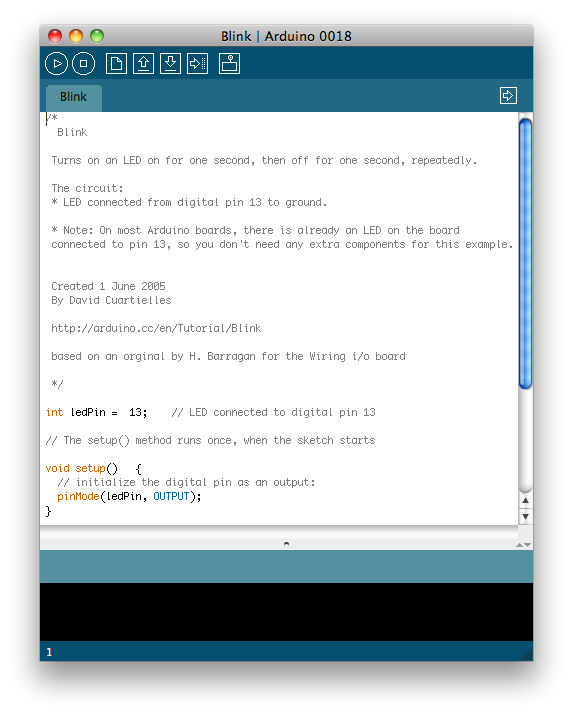 Blink | Arduino 0018
Blink
/*
Blink
Turns on an LED on for one second, then off for one second, repeatedly.
The circuit:
* LED connected from digital pin 13 to ground.
* Note: On most Arduino boards, there is already an LED on the board
connected to pin 13, so you don't need any extra components for this example.
Created 1 June 2005
By David Cuartielles
http://arduino.cc/en/Tutorial/Blink
based on an orginal by H. Barragan for the Wiring i/o board
*/
int ledPin =  13;    // LED connected to digital pin 13
// The setup() method runs once, when the sketch starts
void setup()   {
// initialize the digital pin as an output:
pinMode(ledPin, OUTPUT);
}
1